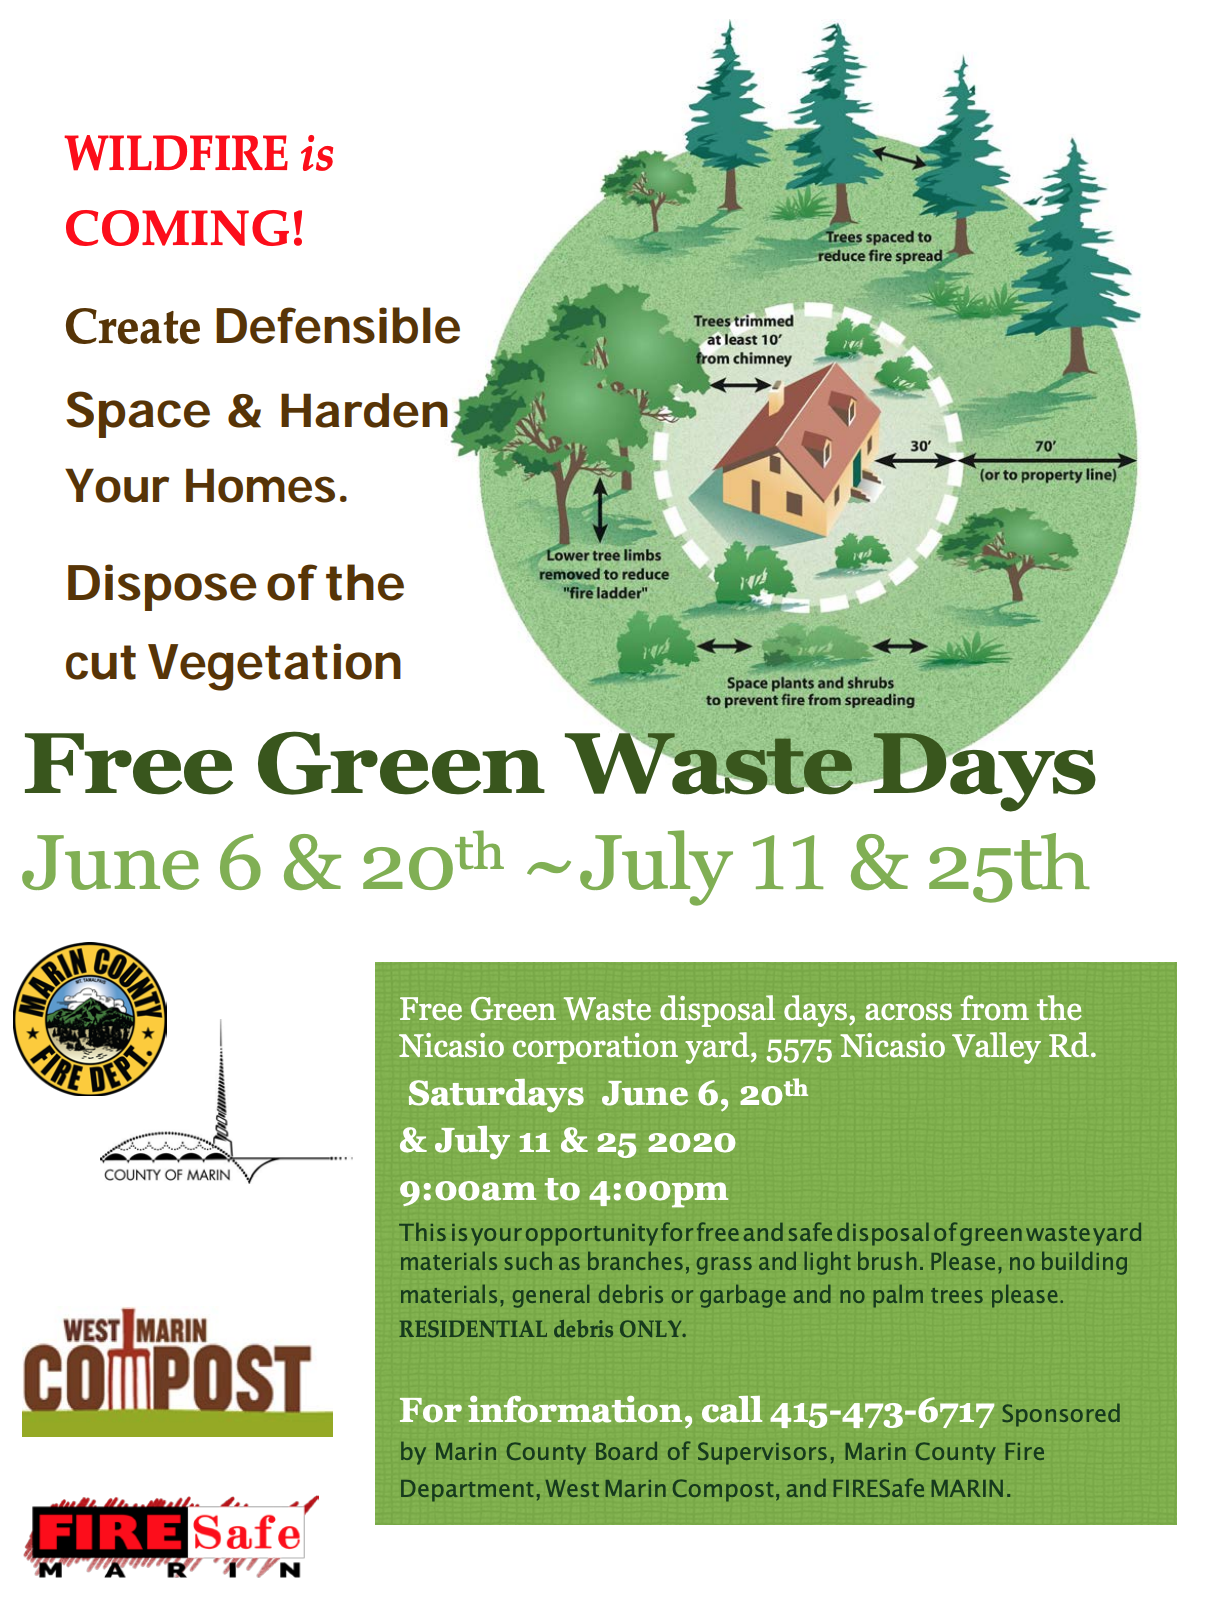 WILDFIRE is
COMING!
Create Defensible
Space & Harden
Your Homes.
Dispose of the
cut Vegetation
Trees spaced to
reduce fire spread
Trees trimmed
at least 10'
from chimney
30'
70'
(or to property line)
Lower tree limbs
removed to reduce
"fire ladder"
Space plants and shrubs
to prevent fire from spreading
Free Green Waste Days
June 6 & 20th ~July 11 & 25th
MARIN COUNTY
MT. TAMALPAIS
FIRE DEPT.
COUNTY OF MARIN
WEST MARIN
COMPOST
FIRESafe
MARIN
Free Green Waste disposal days, across from the
Nicasio corporation yard, 5575 Nicasio Valley Rd.
Saturdays June 6, 20th
& July 11 & 25 2020
9:00am to 4:00pm
This is your opportunity for free and safe disposal of green waste yard
materials such as branches, grass and light brush. Please, no building
materials, general debris or garbage and no palm trees please.
RESIDENTIAL debris ONLY.
For information, call 415-473-6717 Sponsored
by Marin County Board of Supervisors, Marin County Fire
Department, West Marin Compost, and FIRESafe MARIN.